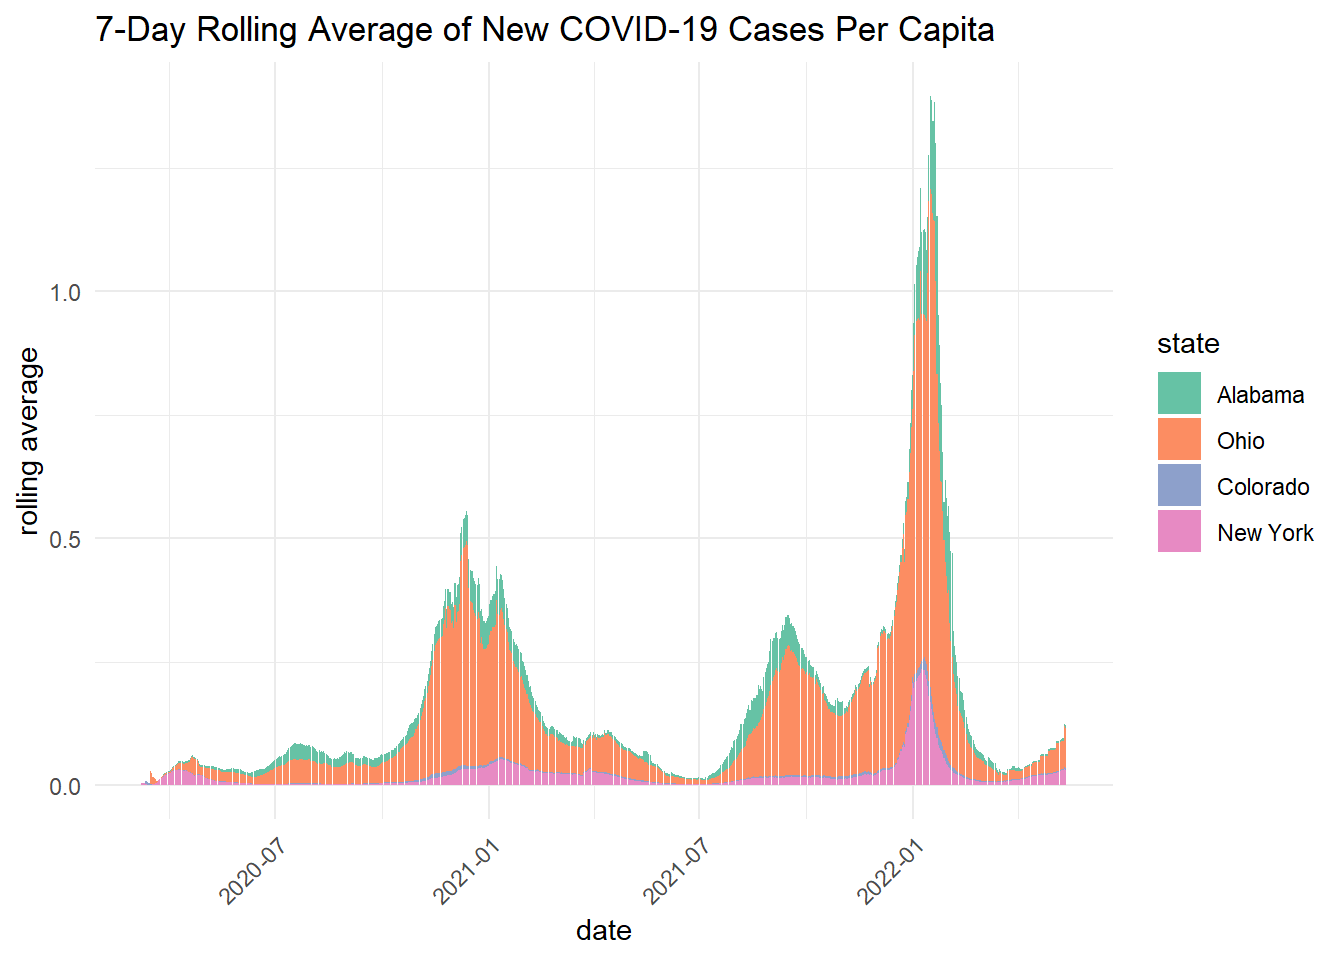 7-Day Rolling Average of New COVID-19 Cases Per Capita
rolling average
1.0
0.5
0.0
2020-07
2021-01
2021-07
2022-01
date
state
Alabama
Ohio
Colorado
New York